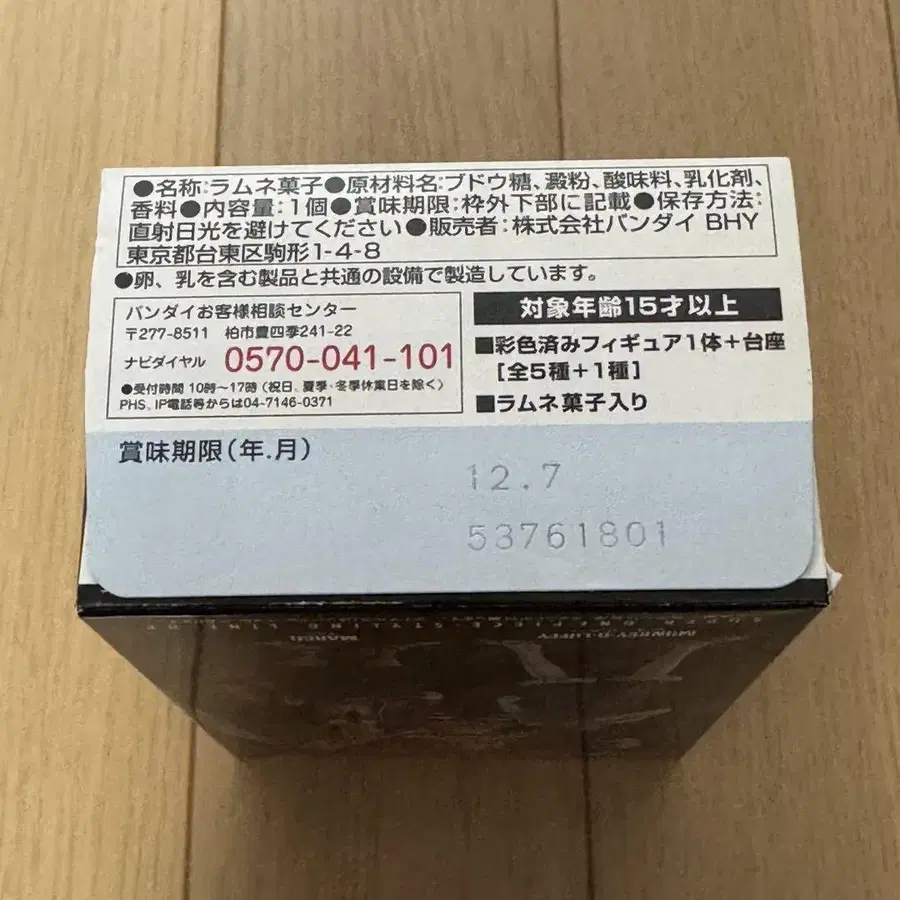 ●名称:ラムネ菓子●原材料名:ブドウ糖、澱粉、酸味料、乳化剤、
香料●内容量:1個●賞味期限:枠外下部に記載●保存方法:
直射日光を避けてください●販売者:株式会社バンダイ BHY
東京都台東区駒形1-4-8
●卵、乳を含む製品と共通の設備で製造しています。
バンダイお客様相談センター
〒277-8511 柏市豊四季241-22
ナビダイヤル 0570-041-101
●受付時間 10時〜17時(祝日、夏季・冬季休業日を除く)
PHS、IP電話等からは04-7146-0371
対象年齢15才以上
■彩色済みフィギュア1体+台座
[全5種+1種]
■ラムネ菓子入り
賞味期限(年.月)
12.7
53761801
SUPER ONE PIECE STYLING
MARCO
MONKEY D. LUFFY